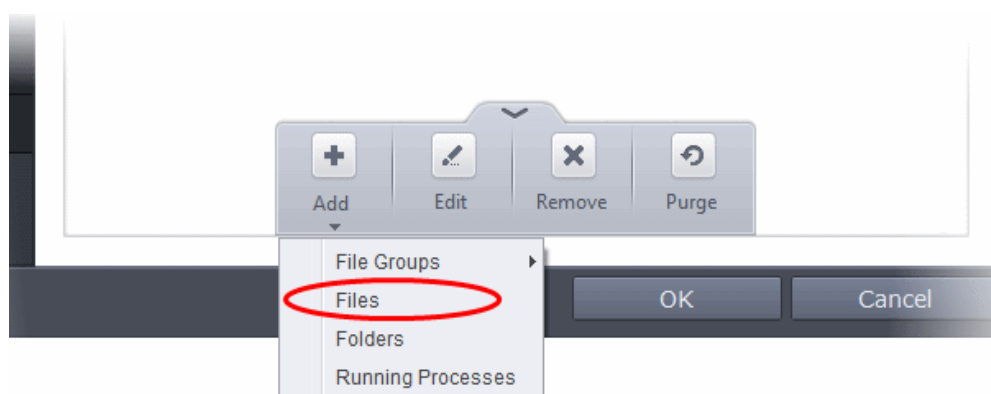 Add Edit Remove Purge
File Groups
Files
Folders
Running Processes
OK Cancel